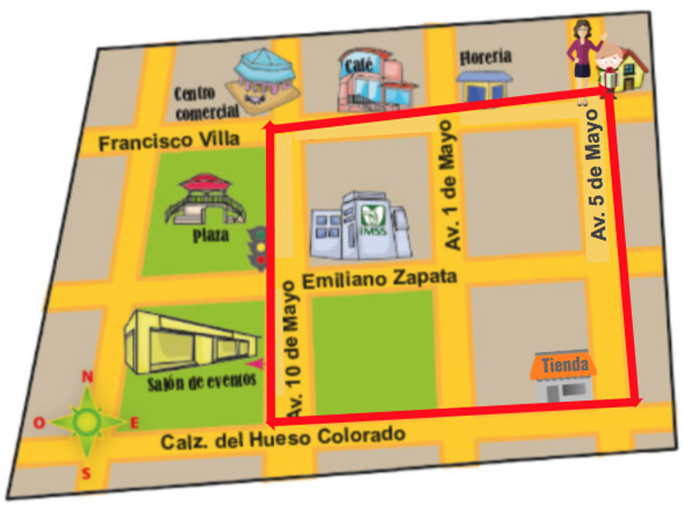 Florería
Café
Centro
comercial
Francisco Villa
Av. 1 de Mayo
Av. 5 de Mayo
Plaza
IMSS
Emiliano Zapata
Av. 10 de Mayo
Tienda
Salón de eventos
N
O
E
S
Calz. del Hueso Colorado